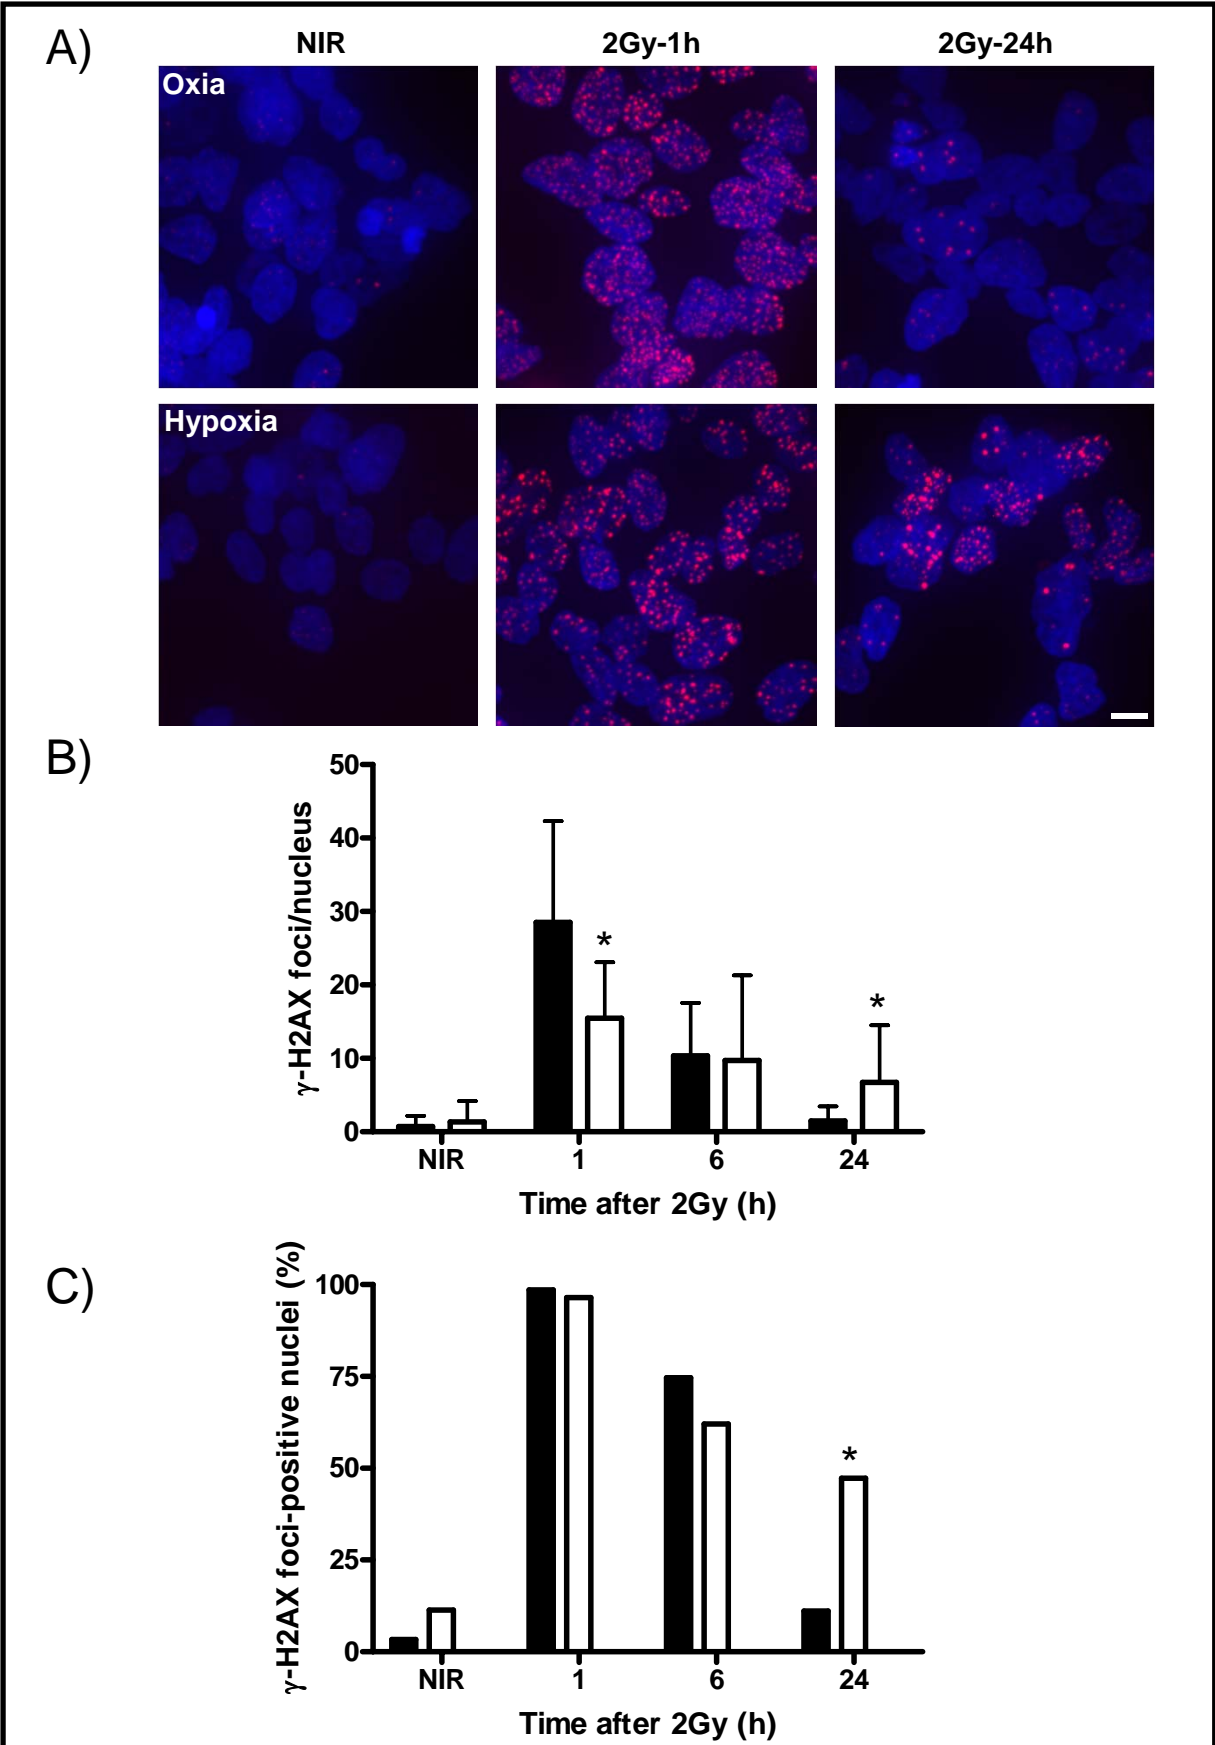 A)
NIR 2Gy-1h 2Gy-24h
Oxia
Hypoxia
B)
γ-H2AX foci/nucleus
50
40
30
20
10
0
*
*
NIR 1 6 24
Time after 2Gy (h)
C)
γ-H2AX foci-positive nuclei (%)
100
75
50
25
0
*
NIR 1 6 24
Time after 2Gy (h)